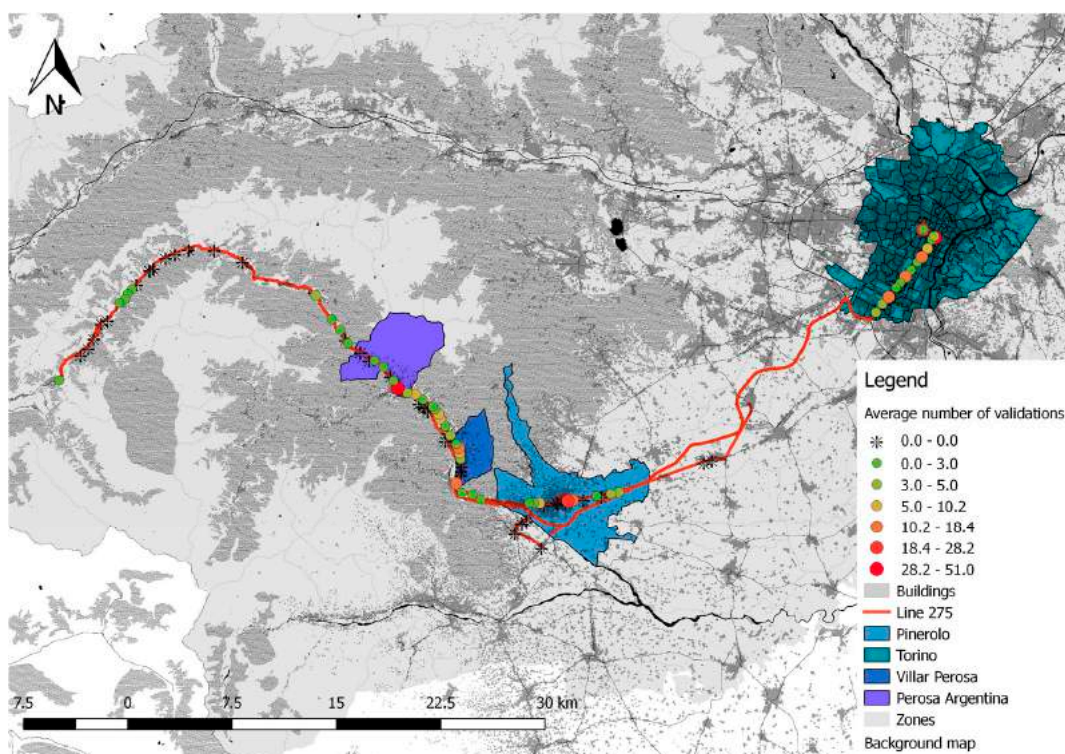 N
Legend
Average number of validations
0.0 - 0.0
0.0 - 3.0
3.0 - 5.0
5.0 - 10.2
10.2 - 18.4
18.4 - 28.2
28.2 - 51.0
Buildings
Line 275
Pinerolo
Torino
Villar Perosa
Perosa Argentina
Zones
Background map
7.5 0. 7.5 15 22.5 30 km